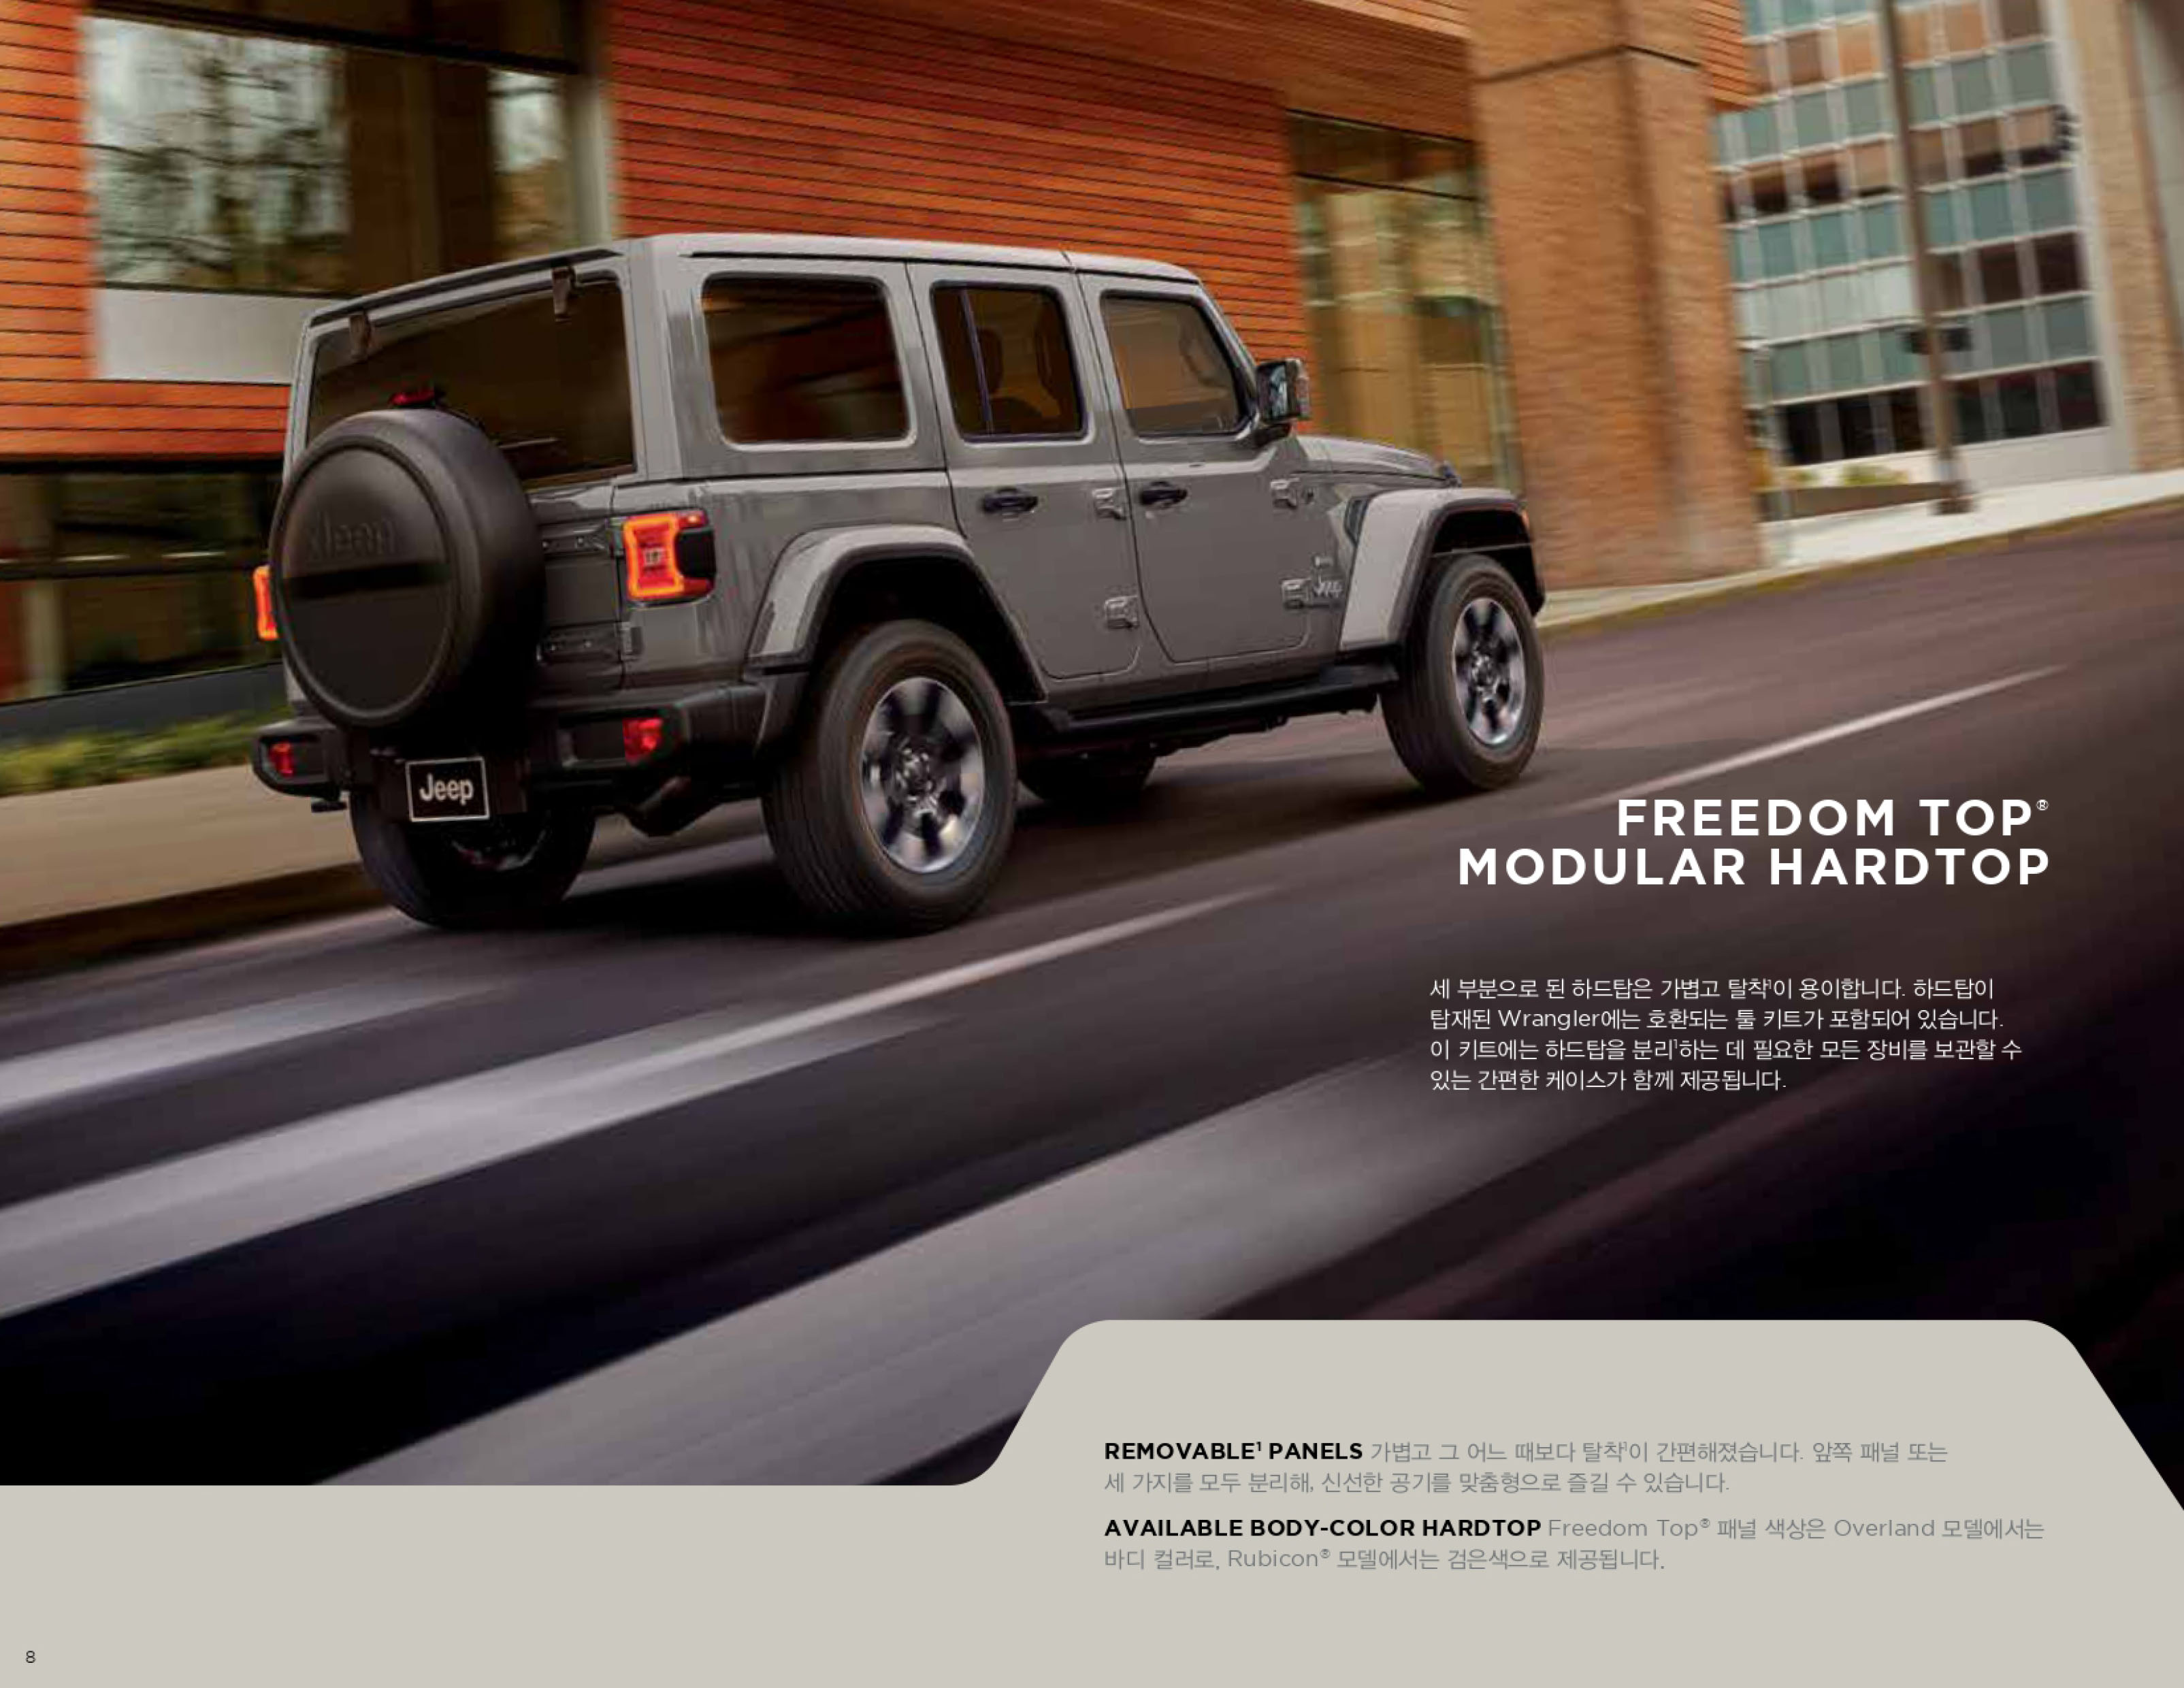 Jeep
Jeep
Jeep
FREEDOM TOP®
MODULAR HARDTOP
세 부분으로 된 하드탑은 가볍고 탈착¹이 용이합니다. 하드탑이
탑재된 Wrangler에는 호환되는 툴 키트가 포함되어 있습니다.
이 키트에는 하드탑을 분리¹하는 데 필요한 모든 장비를 보관할 수
있는 간편한 케이스가 함께 제공됩니다.
REMOVABLE¹ PANELS 가볍고 그 어느 때보다 탈착¹이 간편해졌습니다. 앞쪽 패널 또는
세 가지를 모두 분리해, 신선한 공기를 맞춤형으로 즐길 수 있습니다.
AVAILABLE BODY-COLOR HARDTOP Freedom Top® 패널 색상은 Overland 모델에서는
바디 컬러로, Rubicon® 모델에서는 검은색으로 제공됩니다.
8